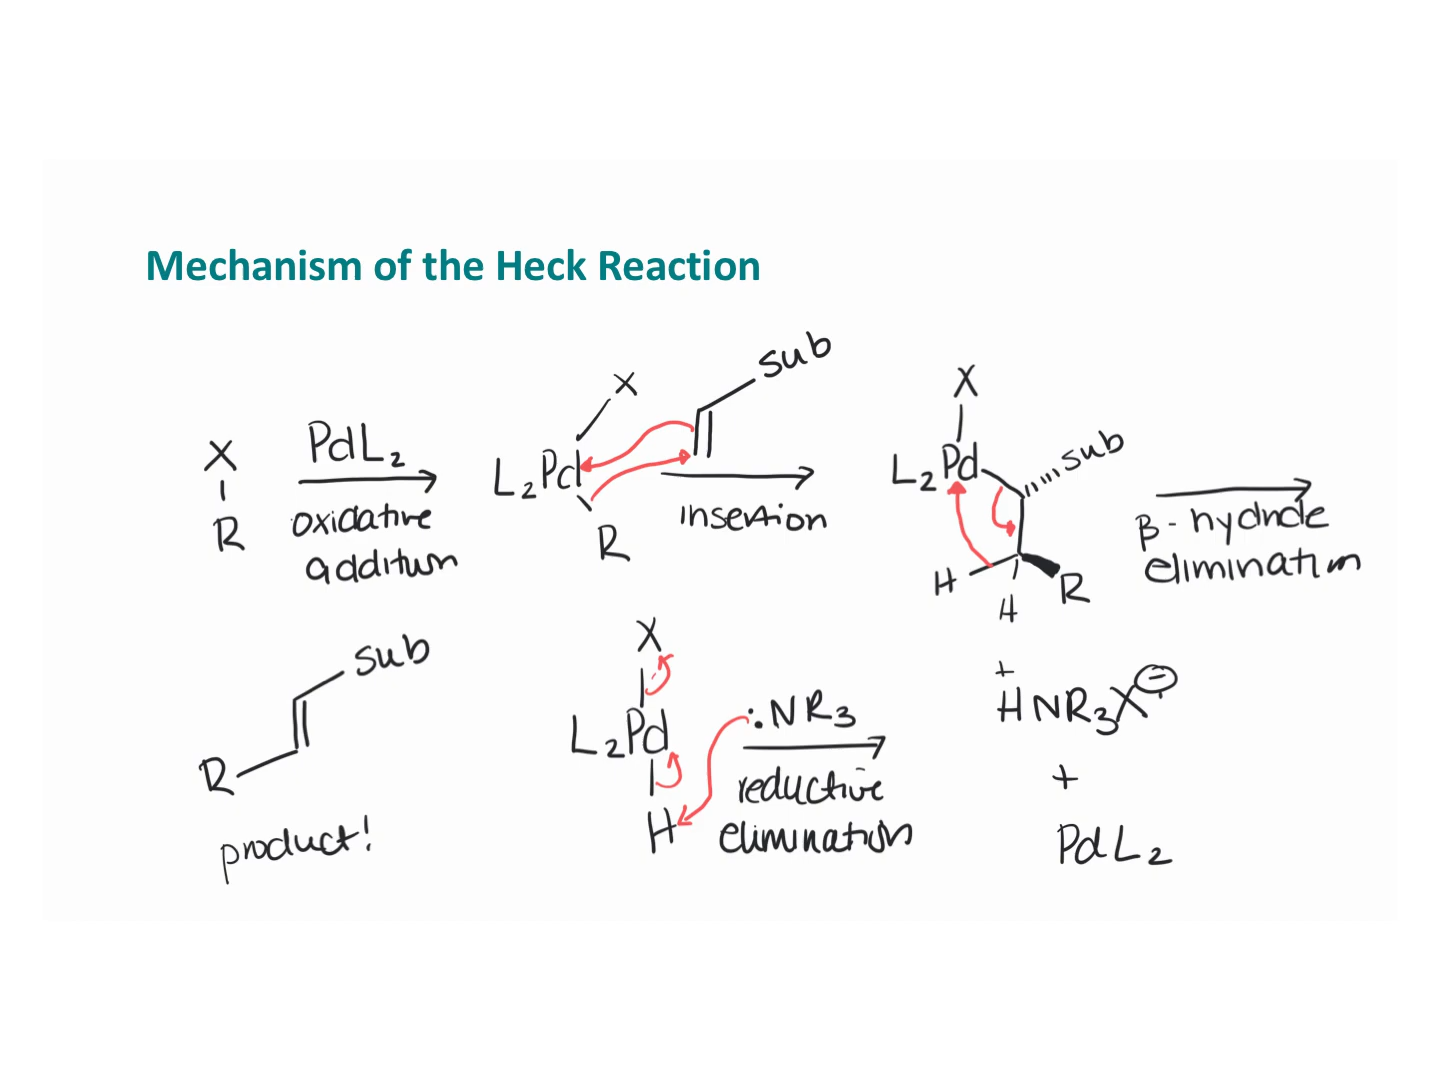 Mechanism of the Heck Reaction
X
R
PdL₂
oxidative
addition
X
L₂Pd
R
sub
insertion
X
L₂Pd
sub
H
H
R
β-hydride
elimination
sub
R
product!
X
L₂Pd
H
:NR₃
reductive
elimination
+
HNR₃X⊖
+
PdL₂